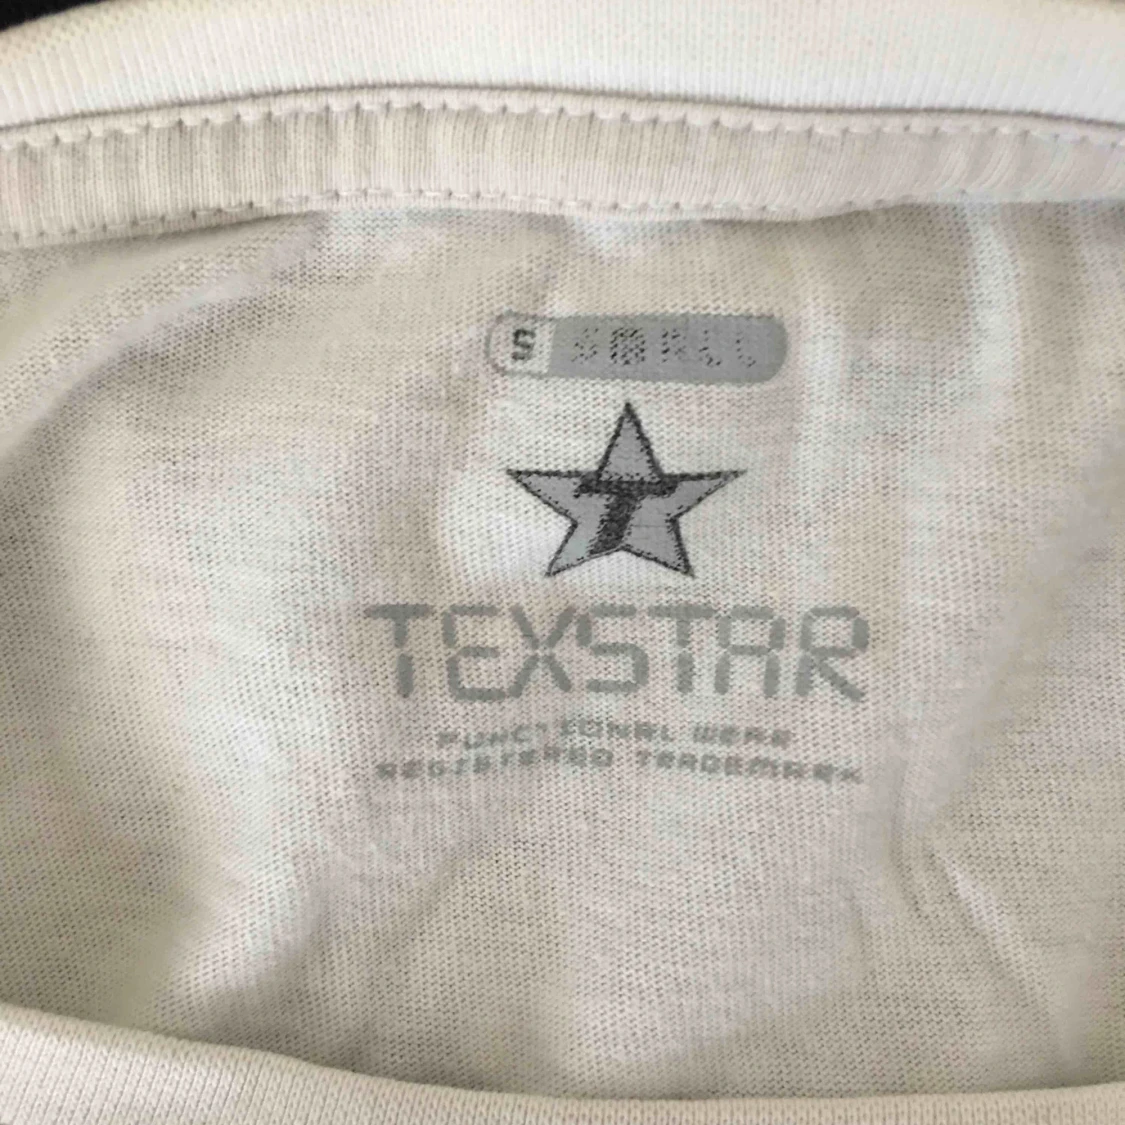 S SMALL
T
TEXSTAR
FUNCTIONAL WEAR
REGISTERED TRADEMARK